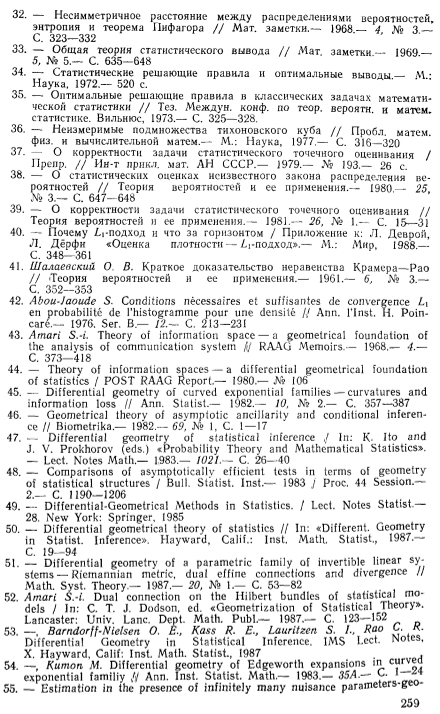 32. — Несимметричное расстояние между распределениями вероятностей,
энтропия и теорема Пифагора // Мат. заметки.— 1968.— 4, № 3.—
С. 323—332
33. — Общая теория статистического вывода // Мат. заметки.— 1969.—
5, № 5.— С. 635—648
34. — Статистические решающие правила и оптимальные выводы.— М.:
Наука, 1972.— 520 с.
35. — Оптимальные решающие правила в классических задачах математи-
ческой статистики // Тез. Междун. конф. по теор. вероятн. и матем.
статистике. Вильнюс, 1973.— С. 325—328.
36. — Неизмеримые подмножества тихоновского куба // Пробл. матем.
физ. и вычислительной матем.— М.: Наука, 1977.— С. 316—320
37. — О корректности задачи статистического точечного оценивания /
Препр. // Ин-т прикл. мат. АН СССР.— 1979.— № 193.— 26 с.
38. — О статистических оценках неизвестного закона распределения ве-
роятностей // Теория вероятностей и ее применения.— 1980.— 25,
№ 3.— С. 647—648
39. — О корректности задачи статистического точечного оценивания //
Теория вероятностей и ее применения.— 1981.— 26, № 1.— С. 15—31
40. — Почему L₁-подход и что за горизонтом / Приложение к: Л. Деврой,
Л. Дёрфи «Оценка плотности — L₁-подход».— М.: Мир, 1988.—
С. 348—361
41. Шалаевский О. В. Краткое доказательство неравенства Крамера—Рао
// Теория вероятностей и ее применения.— 1961.— 6, № 3.—
С. 352—353
42. Abou-Jaoude S. Conditions nécessaires et suffisantes de convergence L₁
en probabilité de l'histogramme pour une densité // Ann. l'Inst. H. Poin-
caré.— 1976. Ser. B.— 12.— C. 213—231
43. Amari S.-i. Theory of information space — a geometrical foundation of
the analysis of communication system // RAAG Memoirs.— 1968.— 4.—
C. 373—418
44. — Theory of information spaces — a differential geometrical foundation
of statistics / POST RAAG Report.— 1980.— № 106
45. — Differential geometry of curved exponential families — curvatures and
information loss // Ann. Statist.— 1982.— 10, № 2.— C. 357—387
46. — Geometrical theory of asymptotic ancillarity and conditional inferen-
ce // Biometrika.— 1982.— 69, № 1, C. 1—17
47. — Differential geometry of statistical inference / In: K. Ito and
J. V. Prokhorov (eds.) «Probability Theory and Mathematical Statistics».
— Lect. Notes Math.— 1983.— 1021.— C. 26—40
48. — Comparisons of asymptotically efficient tests in terms of geometry
of statistical structures / Bull. Statist. Inst.— 1983 / Proc. 44 Session.—
2.— C. 1190—1206
49. — Differential-Geometrical Methods in Statistics. / Lect. Notes Statist.—
28. New York: Springer, 1985
50. — Differential geometrical theory of statistics // In: «Different. Geometry
in Statist. Inference». Hayward, Calif.: Inst. Math. Statist., 1987.—
C. 19—94
51. — Differential geometry of a parametric family of invertible linear sy-
stems — Riemannian metric, dual effine connections and divergence //
Math. Syst. Theory.— 1987.— 20, № 1.— C. 53—82
52. Amari S.-i. Dual connection on the Hilbert bundles of statistical mo-
dels / In: C. T. J. Dodson, ed. «Geometrization of Statistical Theory».
Lancaster: Univ. Lanc. Dept. Math. Publ.— 1987.— C. 123—152
53. —, Barndorff-Nielsen O. E., Kass R. E., Lauritzen S. I., Rao C. R.
Differential Geometry in Statistical Inference. IMS Lect. Notes,
X. Hayward, Calif: Inst. Math. Statist., 1987
54. —, Kumon M. Differential geometry of Edgeworth expansions in curved
exponential familiy // Ann. Inst. Statist. Math.— 1983.— 35A.— C. 1—24
55. — Estimation in the presence of infinitely many nuisance parameters-geo-
259